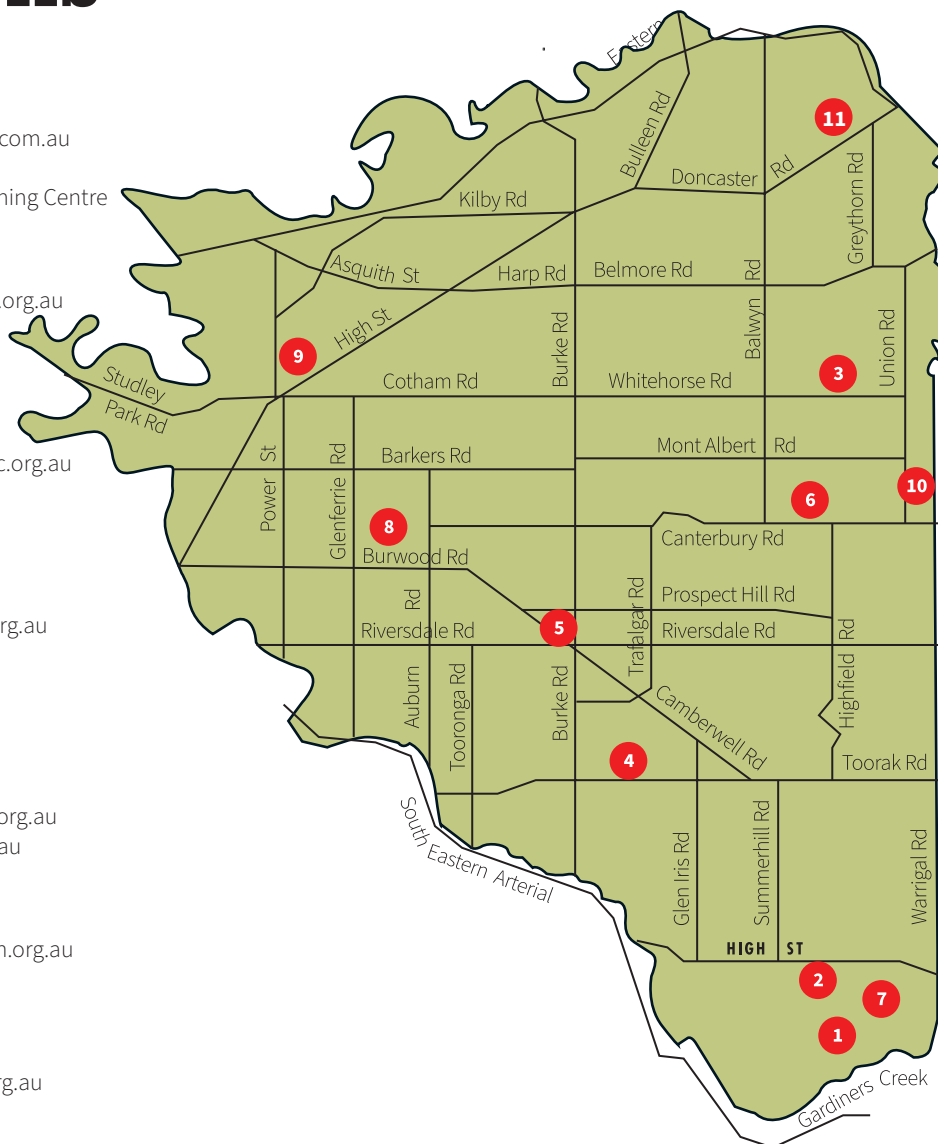 Eastern
com.au
11
Bulleen Rd
Doncaster Rd
ning Centre
Kilby Rd
Greythorn Rd
Asquith St
Harp Rd
Belmore Rd
Balwyn Rd
org.au
High St
Burke Rd
Union Rd
9
3
Studley
Park Rd
Cotham Rd
Whitehorse Rd
Mont Albert Rd
Power St
Glenferrie Rd
Barkers Rd
c.org.au
6
10
8
Canterbury Rd
Burwood Rd
Prospect Hill Rd
Trafalgar Rd
rg.au
5
Riversdale Rd
Riversdale Rd
Highfield Rd
Auburn Rd
Tooronga Rd
Burke Rd
Camberwell Rd
4
Toorak Rd
org.au
au
South Eastern Arterial
Glen Iris Rd
Summerhill Rd
Warrigal Rd
n.org.au
HIGH ST
2
7
1
rg.au
Gardiners Creek